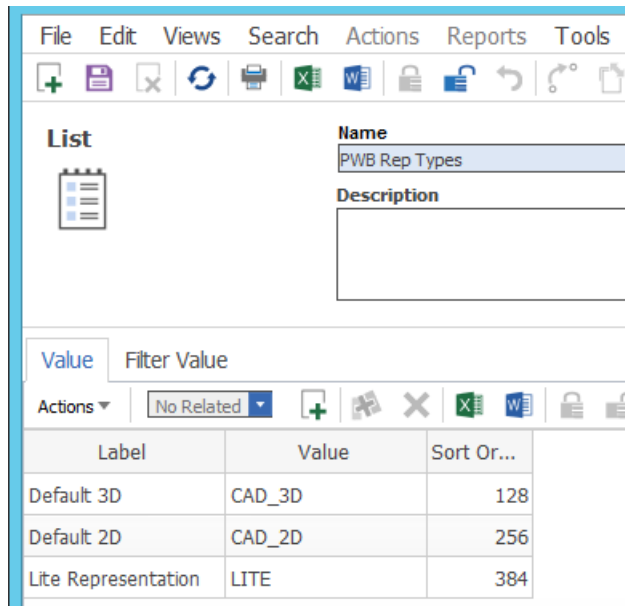 File Edit Views Search Actions Reports Tools
List
Name
PWB Rep Types
Description
Value Filter Value
Actions No Related
Label Value Sort Or...
Default 3D CAD_3D 128
Default 2D CAD_2D 256
Lite Representation LITE 384